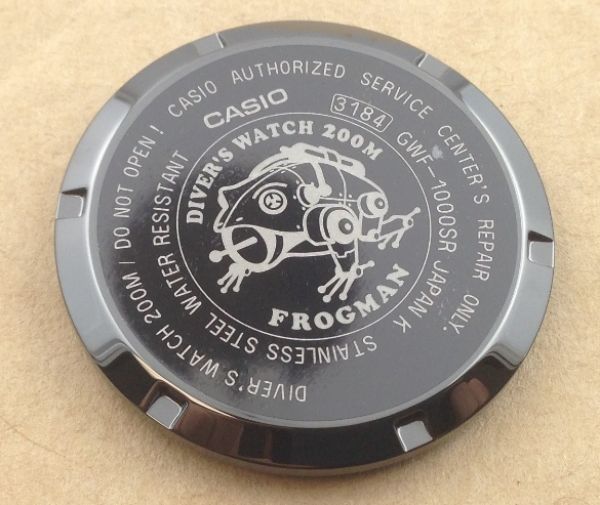 DIVER'S WATCH 200M / DO NOT OPEN! CASIO AUTHORIZED SERVICE CENTER'S REPAIR ONLY.
CASIO
3184
GWF-1000SR JAPAN K
STAINLESS STEEL WATER RESISTANT
DIVER'S WATCH 200M
FROGMAN